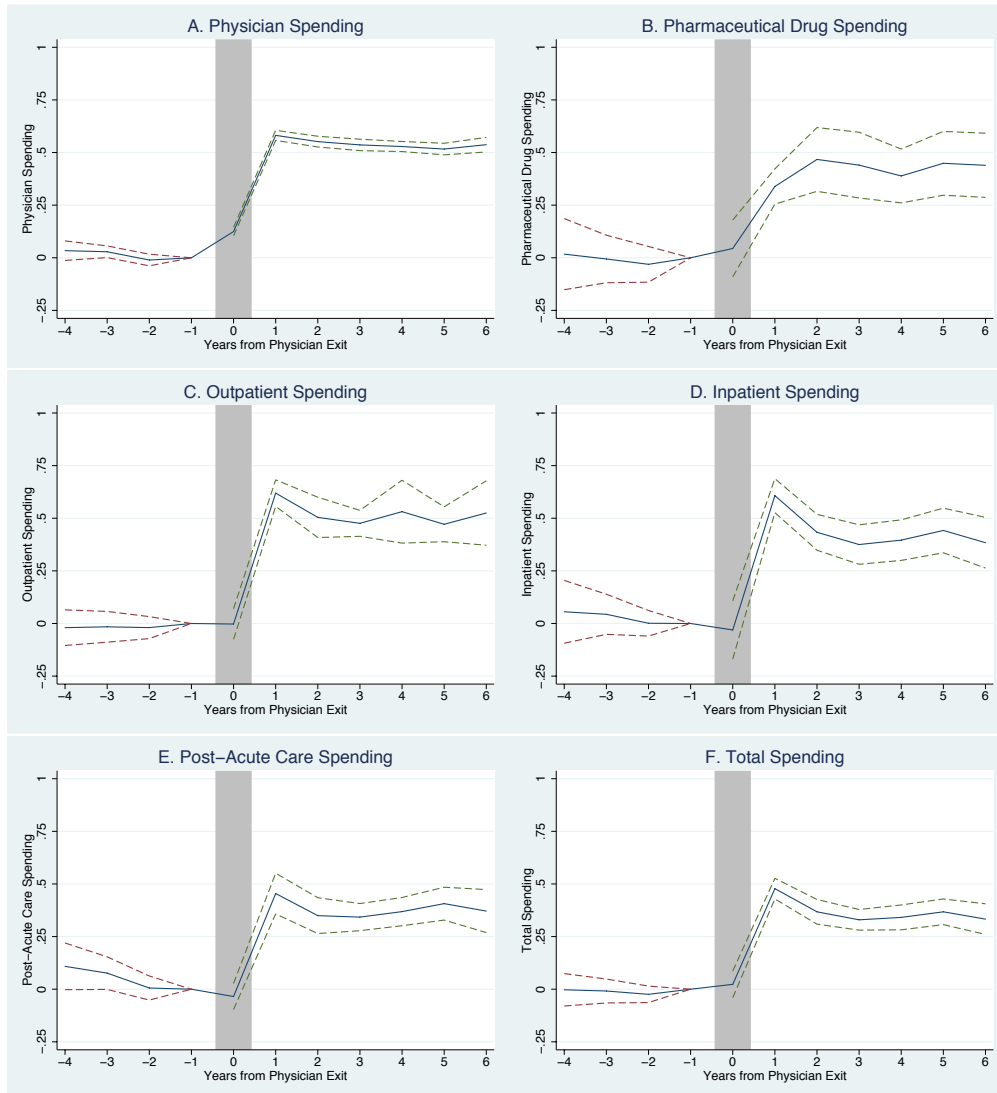 A. Physician Spending
Physician Spending
1
.75
.5
.25
0
-.25
-4 -3 -2 -1 0 1 2 3 4 5 6
Years from Physician Exit
B. Pharmaceutical Drug Spending
Pharmaceutical Drug Spending
1
.75
.5
.25
0
-.25
-4 -3 -2 -1 0 1 2 3 4 5 6
Years from Physician Exit
C. Outpatient Spending
Outpatient Spending
1
.75
.5
.25
0
-.25
-4 -3 -2 -1 0 1 2 3 4 5 6
Years from Physician Exit
D. Inpatient Spending
Inpatient Spending
1
.75
.5
.25
0
-.25
-4 -3 -2 -1 0 1 2 3 4 5 6
Years from Physician Exit
E. Post-Acute Care Spending
Post-Acute Care Spending
1
.75
.5
.25
0
-.25
-4 -3 -2 -1 0 1 2 3 4 5 6
Years from Physician Exit
F. Total Spending
Total Spending
1
.75
.5
.25
0
-.25
-4 -3 -2 -1 0 1 2 3 4 5 6
Years from Physician Exit